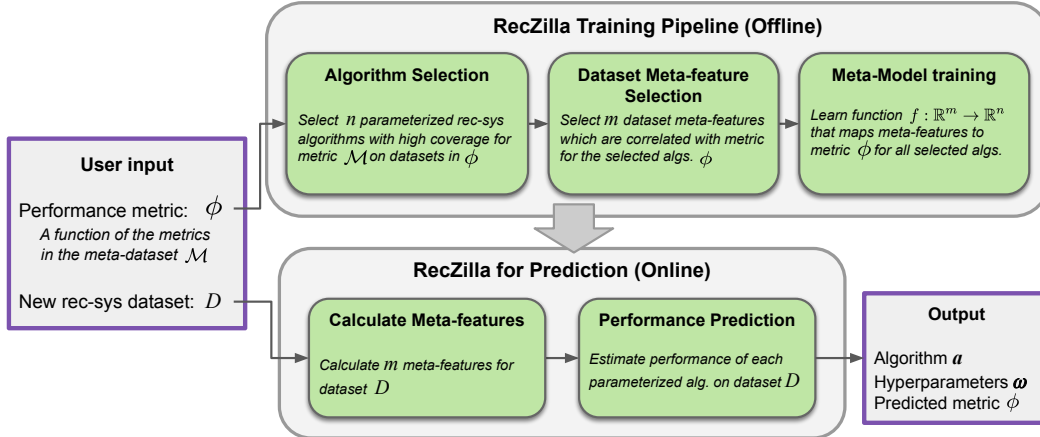 RecZilla Training Pipeline (Offline)
Algorithm Selection
Select n parameterized rec-sys
algorithms with high coverage for
metric ℳ on datasets in ϕ
Dataset Meta-feature
Selection
Select m dataset meta-features
which are correlated with metric
for the selected algs. ϕ
Meta-Model training
Learn function f : ℝ^m → ℝ^n
that maps meta-features to
metric ϕ for all selected algs.
User input
Performance metric: ϕ
A function of the metrics
in the meta-dataset ℳ
New rec-sys dataset: D
RecZilla for Prediction (Online)
Calculate Meta-features
Calculate m meta-features for
dataset D
Performance Prediction
Estimate performance of each
parameterized alg. on dataset D
Output
Algorithm a
Hyperparameters ω
Predicted metric ϕ